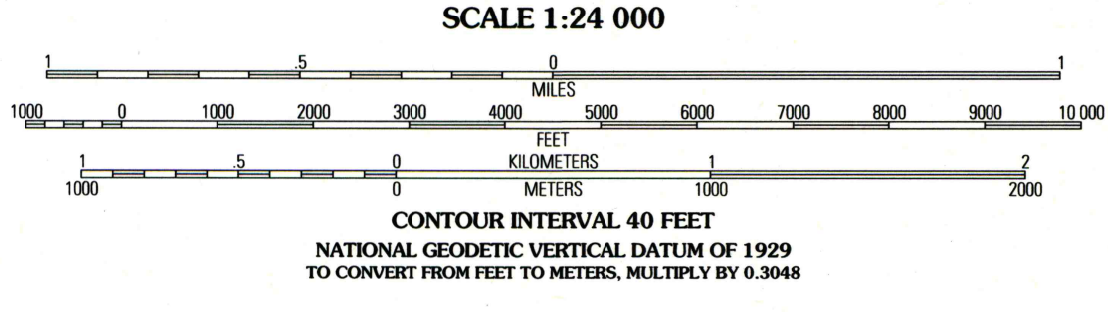 SCALE 1:24 000
1 .5 0 1
MILES
1000 0 1000 2000 3000 4000 5000 6000 7000 8000 9000 10 000
FEET
1 .5 0 KILOMETERS 1 2
1000 0 METERS 1000 2000
CONTOUR INTERVAL 40 FEET
NATIONAL GEODETIC VERTICAL DATUM OF 1929
TO CONVERT FROM FEET TO METERS, MULTIPLY BY 0.3048